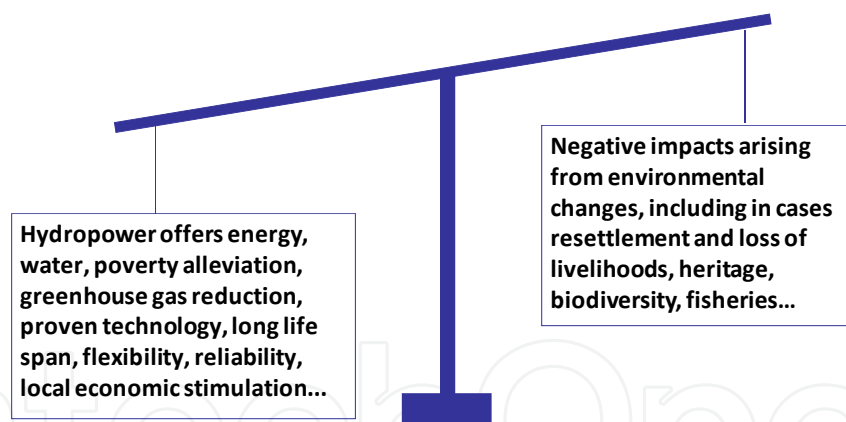 Hydropower offers energy,
water, poverty alleviation,
greenhouse gas reduction,
proven technology, long life
span, flexibility, reliability,
local economic stimulation...
Negative impacts arising
from environmental
changes, including in cases
resettlement and loss of
livelihoods, heritage,
biodiversity, fisheries...